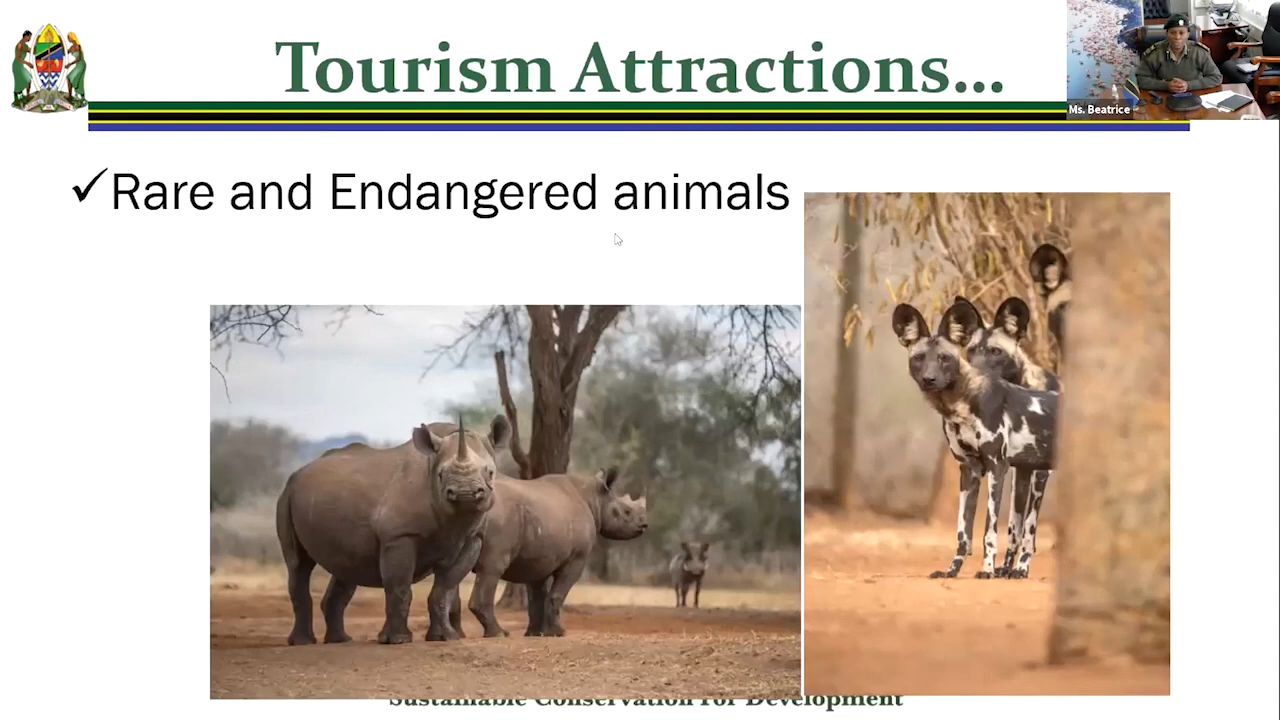 Tourism Attractions...
Ms. Beatrice
✓Rare and Endangered animals
Sustainable Conservation For Development